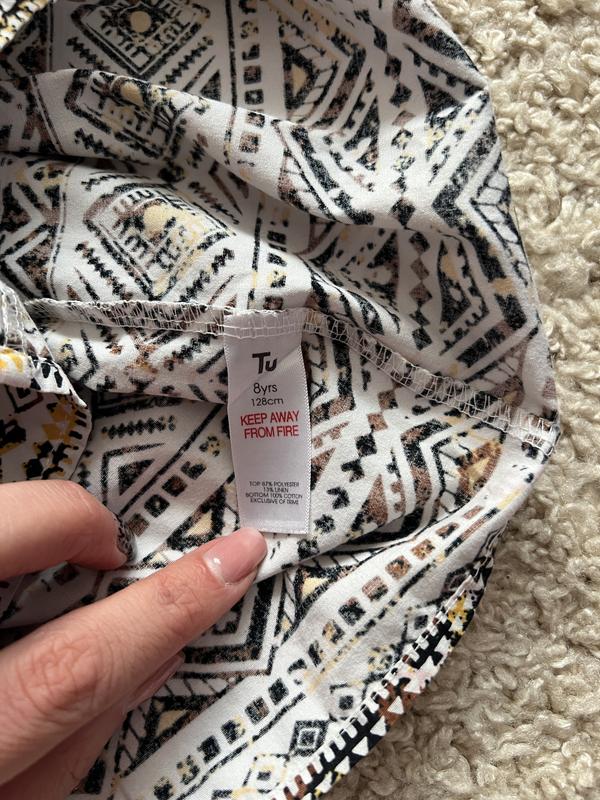 Tu
8yrs
128cm
KEEP AWAY
FROM FIRE
TOP 87% POLYESTER
13% LINEN
BOTTOM 100% COTTON
EXCLUSIVE OF TRIM